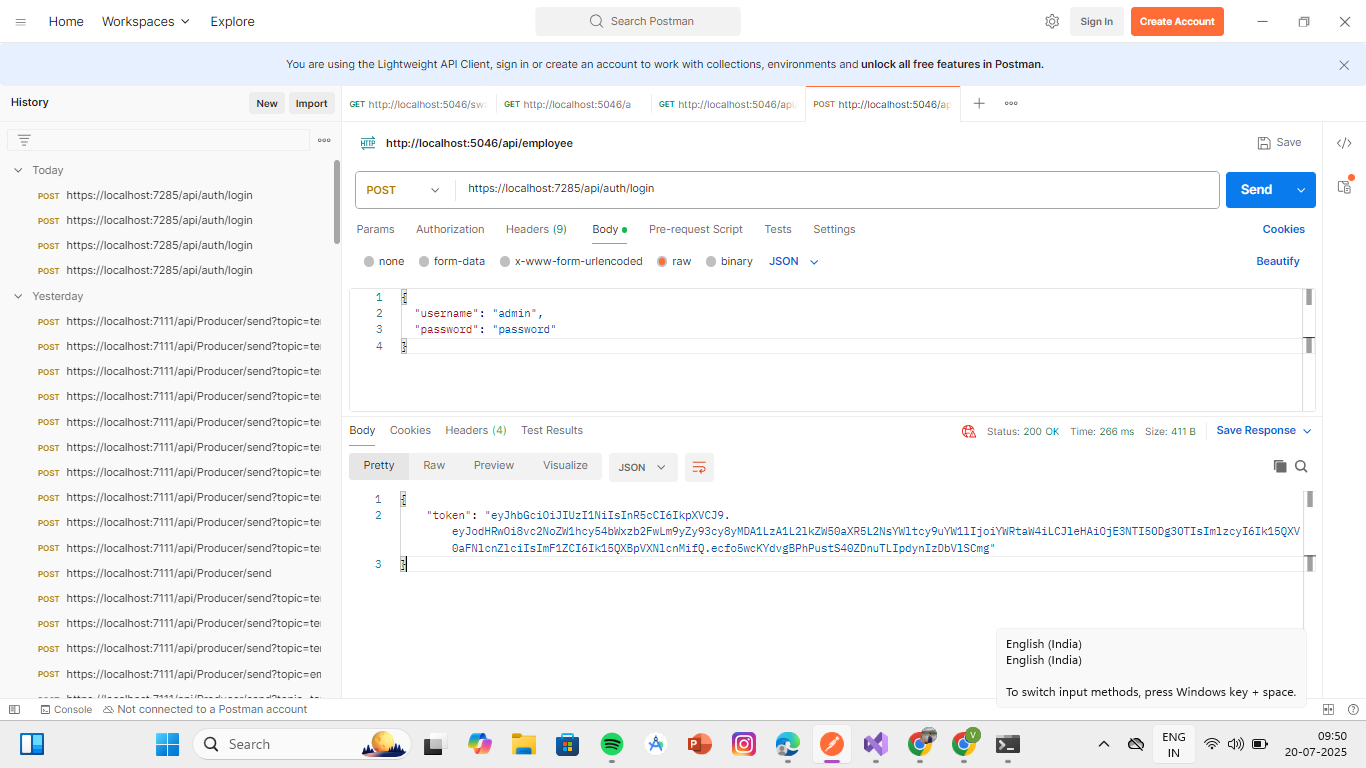 Home
Workspaces
Explore
Search Postman
Sign In
Create Account
You are using the Lightweight API Client, sign in or create an account to work with collections, environments and unlock all free features in Postman.
History
New
Import
GET http://localhost:5046/sw
GET http://localhost:5046/a
GET http://localhost:5046/api
POST http://localhost:5046/ap
HTTP http://localhost:5046/api/employee
Save
Today
POST https://localhost:7285/api/auth/login
POST https://localhost:7285/api/auth/login
POST https://localhost:7285/api/auth/login
POST https://localhost:7285/api/auth/login
Yesterday
POST https://localhost:7111/api/Producer/send?topic=te
POST https://localhost:7111/api/Producer/send?topic=te
POST https://localhost:7111/api/Producer/send?topic=te
POST https://localhost:7111/api/Producer/send?topic=te
POST https://localhost:7111/api/Producer/send?topic=te
POST https://localhost:7111/api/Producer/send?topic=te
POST https://localhost:7111/api/Producer/send?topic=te
POST https://localhost:7111/api/Producer/send?topic=te
POST https://localhost:7111/api/Producer/send?topic=te
POST https://localhost:7111/api/Producer/send?topic=te
POST https://localhost:7111/api/Producer/send
POST https://localhost:7111/api/Producer/send?topic=te
POST https://localhost:7111/api/Producer/send?topic=te
POST https://localhost:7111/api/Producer/send?topic=te
POST https://localhost:7111/api/Producer/send?topic=em
POST
https://localhost:7285/api/auth/login
Send
Params
Authorization
Headers (9)
Body
Pre-request Script
Tests
Settings
Cookies
none
form-data
x-www-form-urlencoded
raw
binary
JSON
Beautify
1 {
2 "username": "admin",
3 "password": "password"
4 }
Body
Cookies
Headers (4)
Test Results
Status: 200 OK
Time: 266 ms
Size: 411 B
Save Response
Pretty
Raw
Preview
Visualize
JSON
1 {
2 "token": "eyJhbGciOiJIUzI1NiIsInR5cCI6IkpXVCJ9.
eyJodHRwOi8vc2NoZW1hcy54bWxzb2FwLm9yZy93cy8yMDA1LzA1L2lkZW50aXR5L2NsYWltcy9uYW1lIjoiYWRtaW4iLCJleHAiOjE3NTI5ODg3OTIsImlzcyI6Ik15QXV
0aFNlcnZlciIsImF1ZCI6Ik15QXBpVXNlcnMifQ.ecfo5wcKYdvgBPhPustS40ZDnuTLIpdynIzDbVlSCmg"
3 }
English (India)
English (India)
To switch input methods, press Windows key + space.
Console
Not connected to a Postman account
Search
V
ENG
IN
09:50
20-07-2025